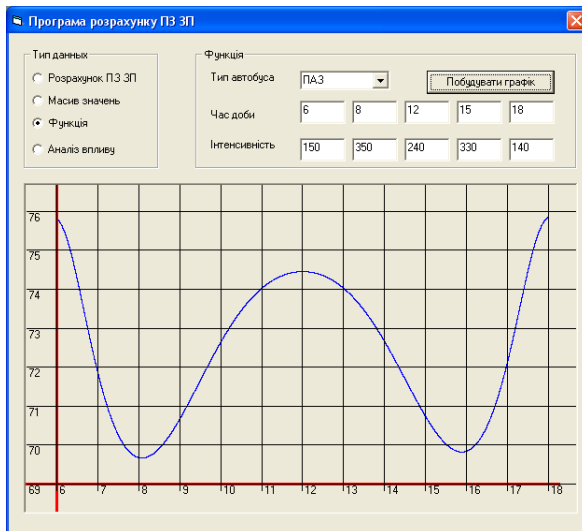 Програма розрахунку ПЗ ЗП
Тип данных
Розрахунок ПЗ ЗП
Масив значень
Функція
Аналіз впливу
Функція
Тип автобуса ПАЗ Побудувати графік
Час доби 6 8 12 15 18
Інтенсивність 150 350 240 330 140
76
75
74
73
72
71
70
69 6 7 8 9 10 11 12 13 14 15 16 17 18